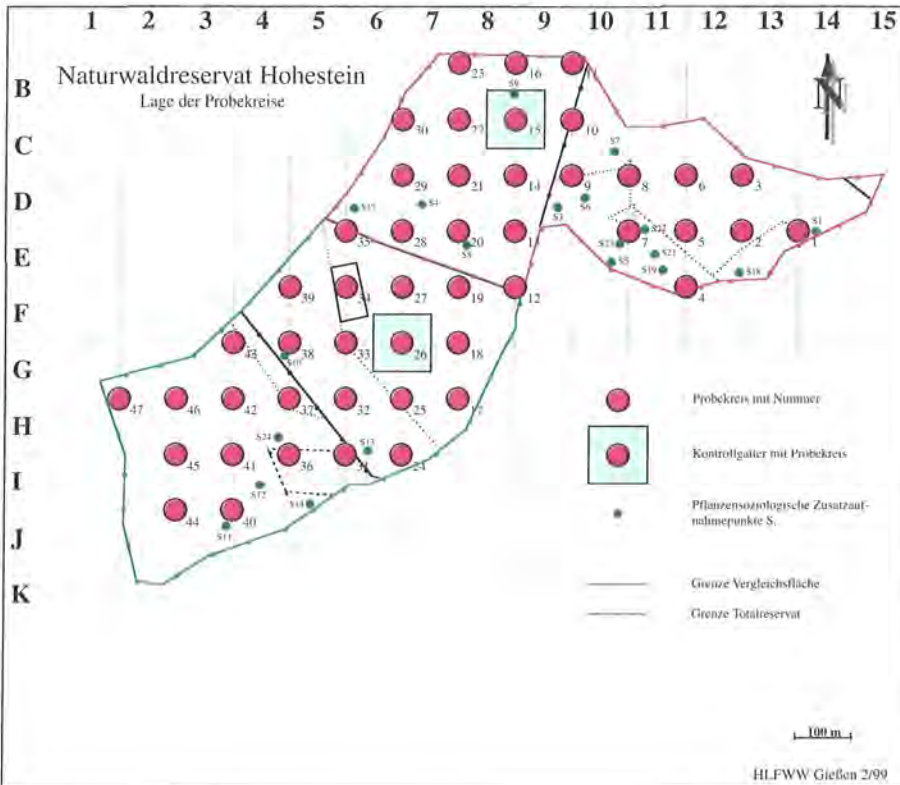 1 2 3 4 5 6 7 8 9 10 11 12 13 14 15
Naturwaldreservat Hohestein
Lage der Probekreise
N
B
C
D
E
F
G
H
I
J
K
23 16
S9
30 22 15 10
S7
29 21 14 9 8 6 3
S15 S4 S3 S6
35 28 20 7 5 2 1
S1
S8 S23 S21
S5 S19 S18
39 34 27 19 12 4
43 38 33 26 18
47 46 42 37 32 25 17
S24 S13
45 41 36 24
S12
44 40
S14
S11
Probekreis mit Nummer
Kontrollgatter mit Probekreis
Pflanzensoziologische Zusatzauf-
nahmepunkte S.
Grenze Vergleichsfläche
Grenze Totalreservat
100 m
HLFWW Gießen 2/99